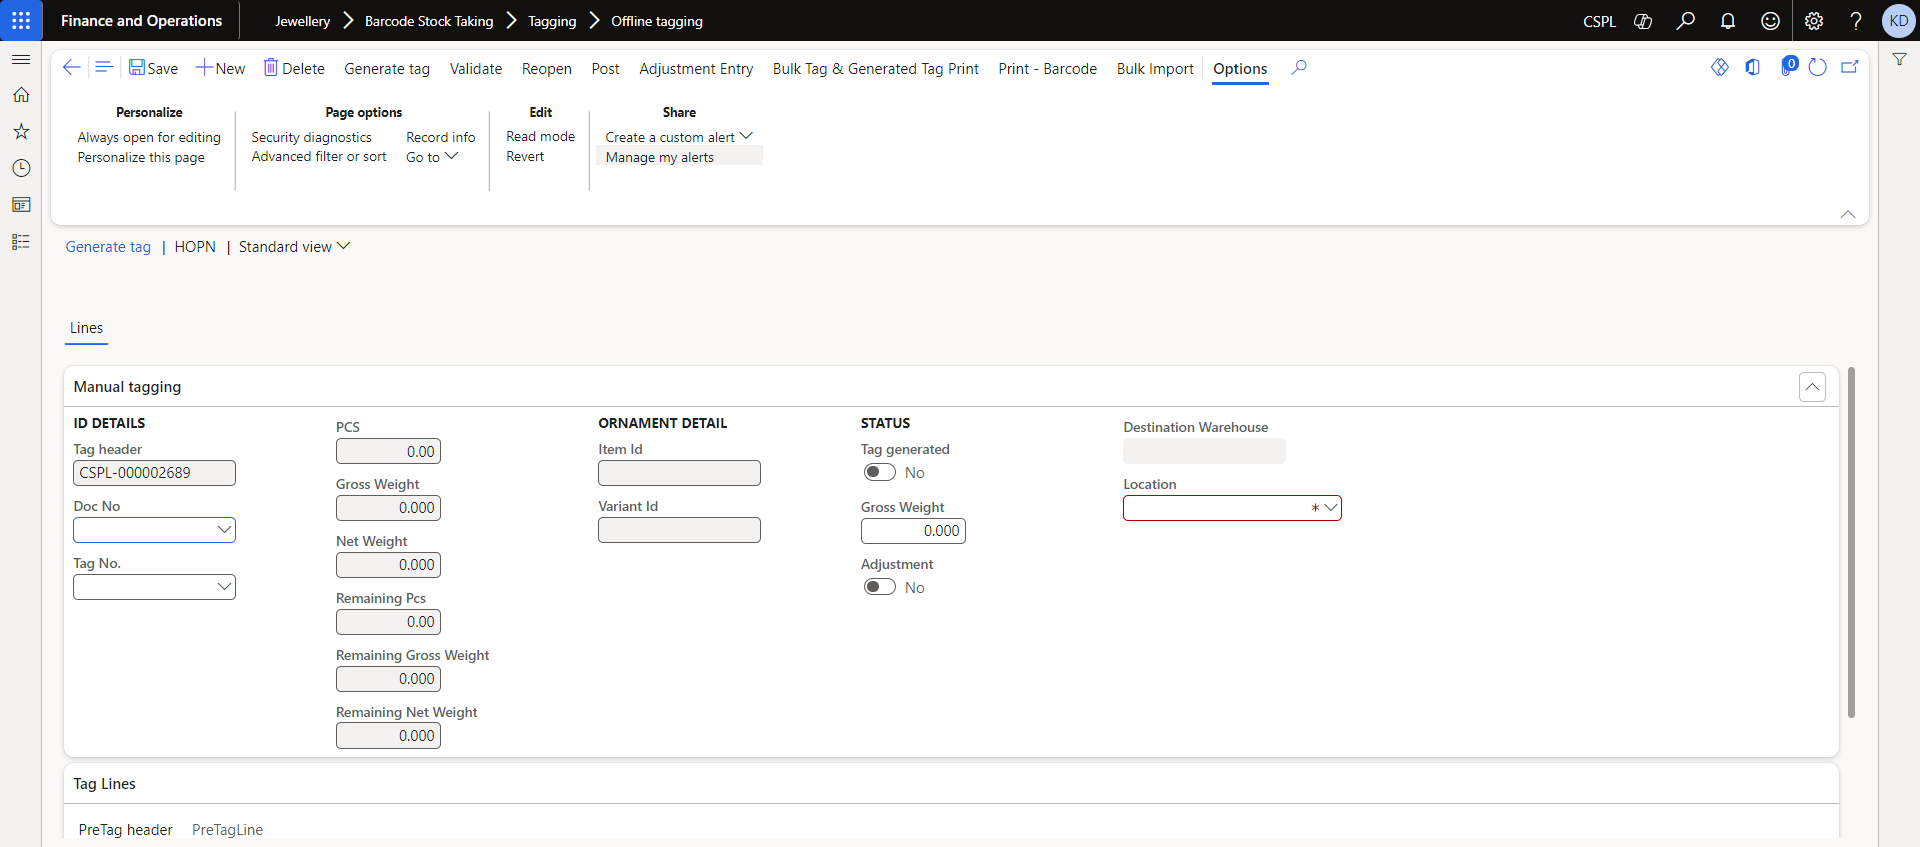 Finance and Operations
Jewellery Barcode Stock Taking Tagging Offline tagging
CSPL
KD
Save New Delete Generate tag Validate Reopen Post Adjustment Entry Bulk Tag & Generated Tag Print Print - Barcode Bulk Import Options
0
Personalize
Always open for editing
Personalize this page
Page options
Security diagnostics
Advanced filter or sort
Record info
Go to
Edit
Read mode
Revert
Share
Create a custom alert
Manage my alerts
Generate tag | HOPN | Standard view
Lines
Manual tagging
ID DETAILS
Tag header
CSPL-000002689
Doc No
Tag No.
PCS
0.00
Gross Weight
0.000
Net Weight
0.000
Remaining Pcs
0.00
Remaining Gross Weight
0.000
Remaining Net Weight
0.000
ORNAMENT DETAIL
Item Id
Variant Id
STATUS
Tag generated
No
Gross Weight
0.000
Adjustment
No
Destination Warehouse
Location
*
Tag Lines
PreTag header PreTagLine